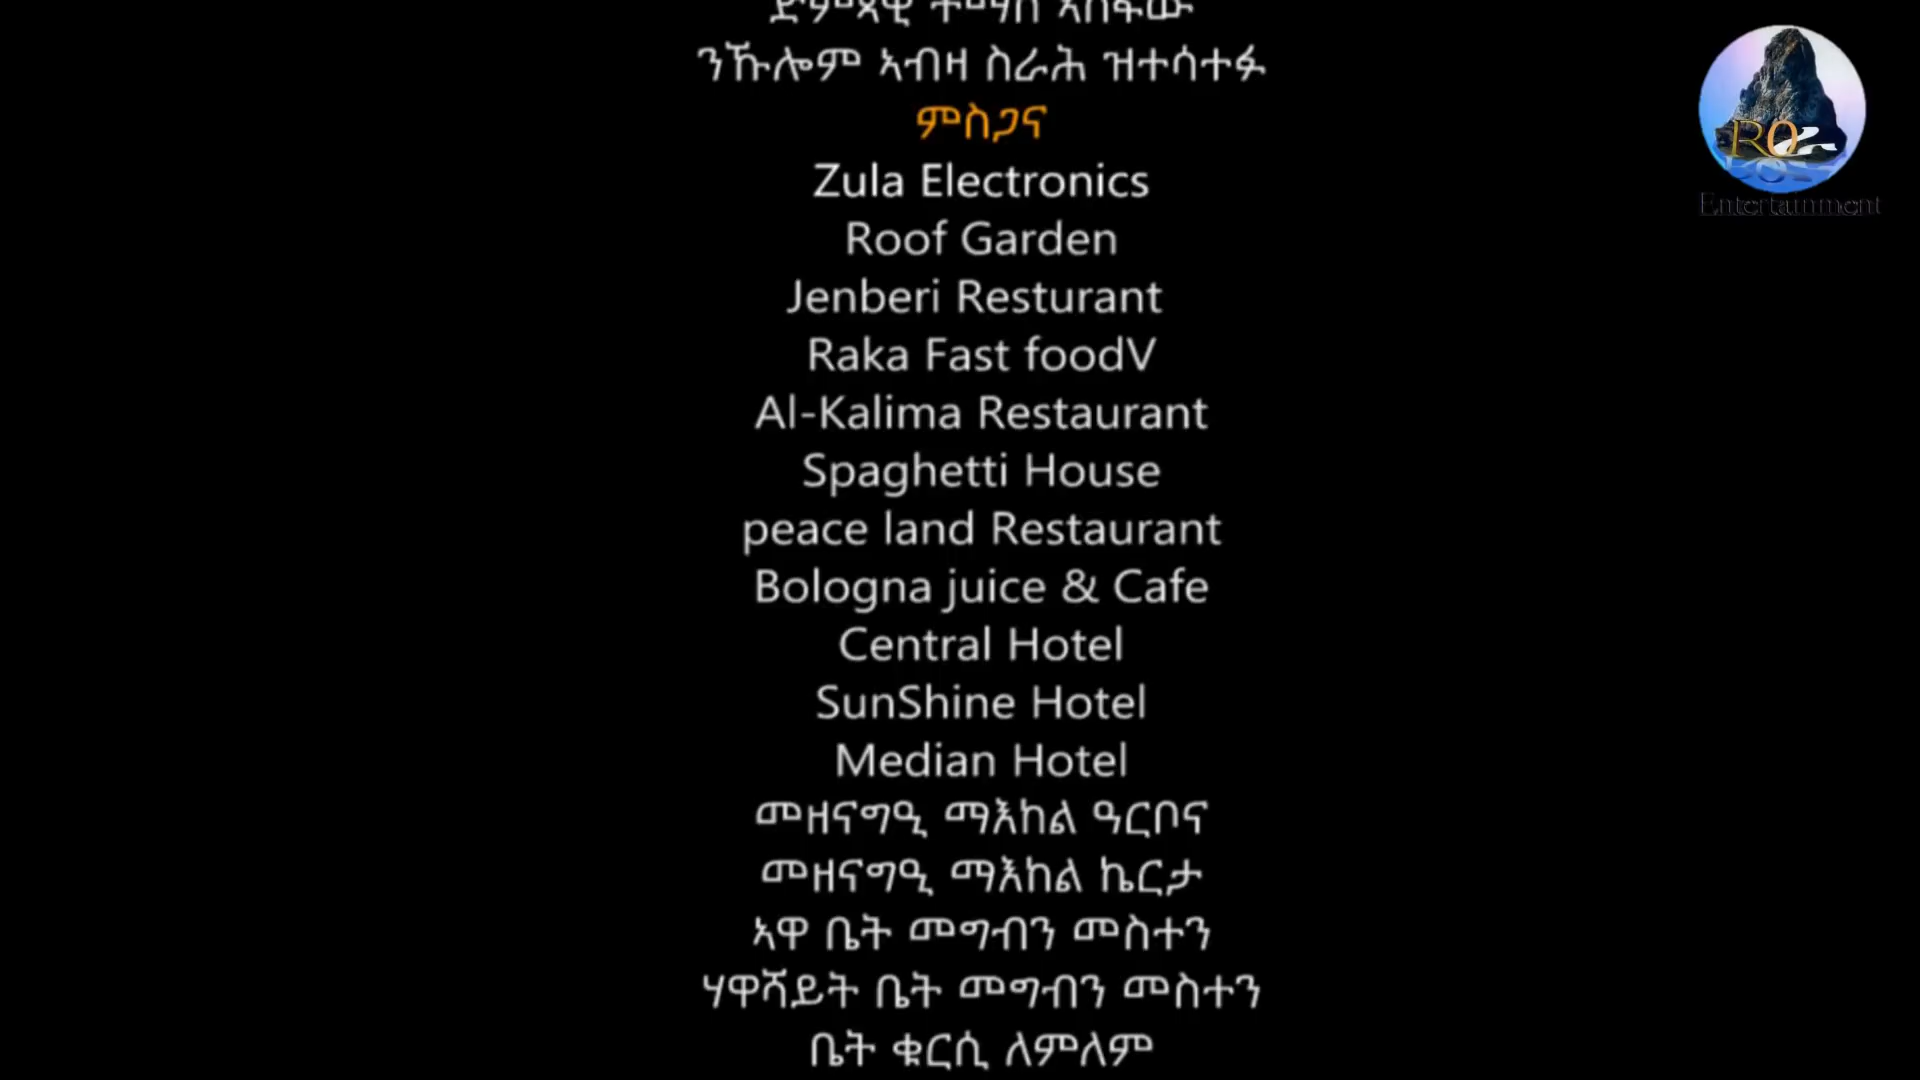 ድምጻዊ
ንኹሎም ኣብዛ ስራሕ ዝተሳተፉ
ምስጋና
Zula Electronics
Roof Garden
Jenberi Resturant
Raka Fast foodV
Al-Kalima Restaurant
Spaghetti House
peace land Restaurant
Bologna juice & Cafe
Central Hotel
SunShine Hotel
Median Hotel
መዘናግዒ ማእከል ዓርቦና
መዘናግዒ ማእከል ኬርታ
ኣዋ ቤት መግብን መስተን
ሃዋሻይት ቤት መግብን መስተን
ቤት ቁርሲ ለምለም
Entertainment